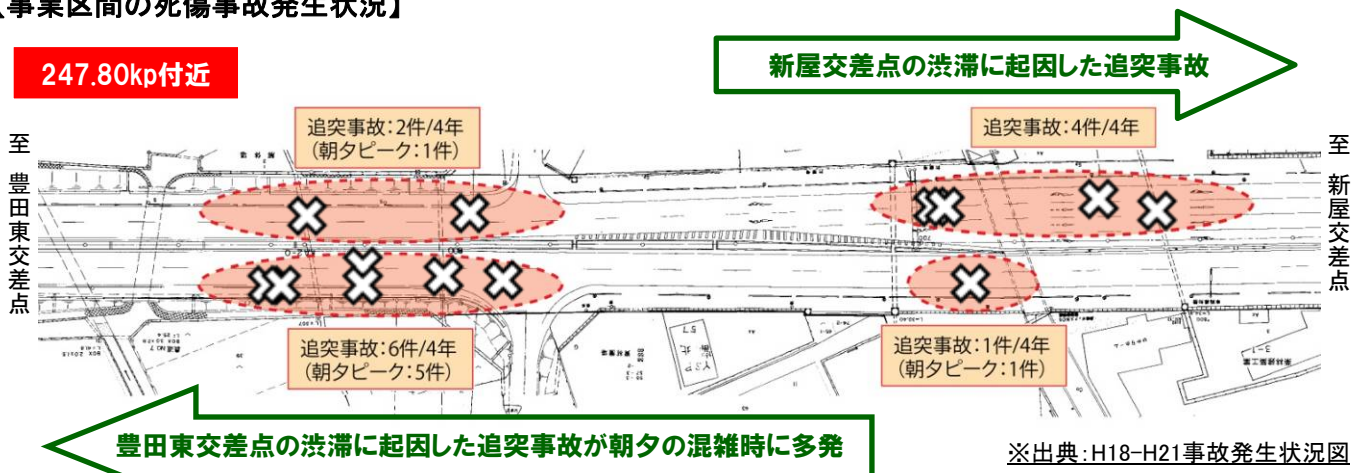 【事業区間の死傷事故発生状況】
247.80kp付近
新屋交差点の渋滞に起因した追突事故
追突事故：2件/4年
（朝夕ピーク：1件）
追突事故：4件/4年
至 豊田東交差点
至 新屋交差点
追突事故：6件/4年
（朝夕ピーク：5件）
追突事故：1件/4年
（朝夕ピーク：1件）
豊田東交差点の渋滞に起因した追突事故が朝夕の混雑時に多発
※出典：H18-H21事故発生状況図